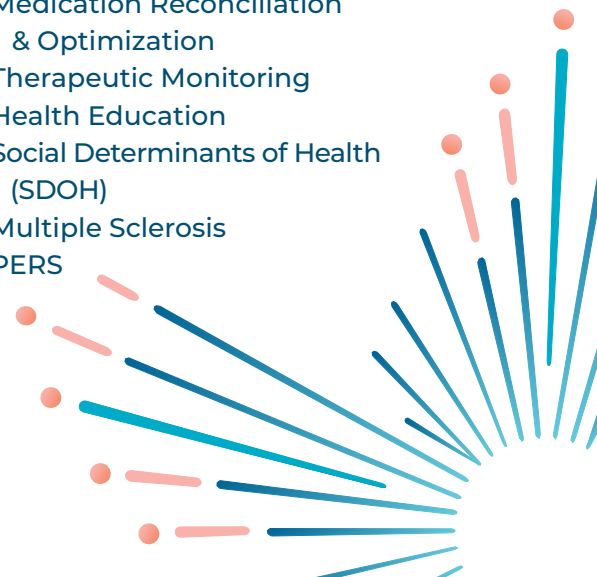 Medication Reconciliation
& Optimization
Therapeutic Monitoring
Health Education
Social Determinants of Health
(SDOH)
Multiple Sclerosis
PERS